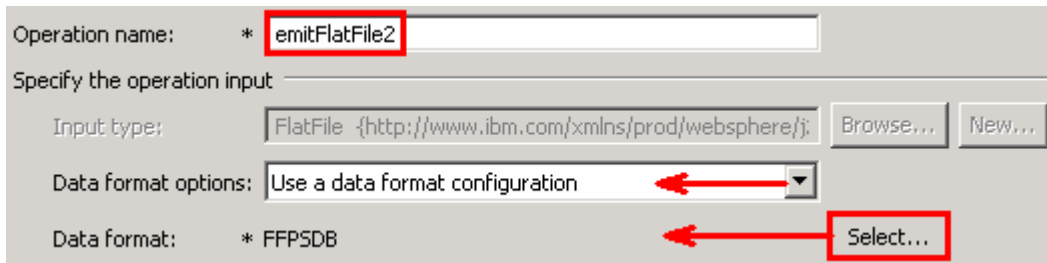 Operation name: * emitFlatFile2
Specify the operation input
Input type: FlatFile {http://www.ibm.com/xmlns/prod/websphere/j Browse... New...
Data format options: Use a data format configuration
Data format: * FFPSDB Select...